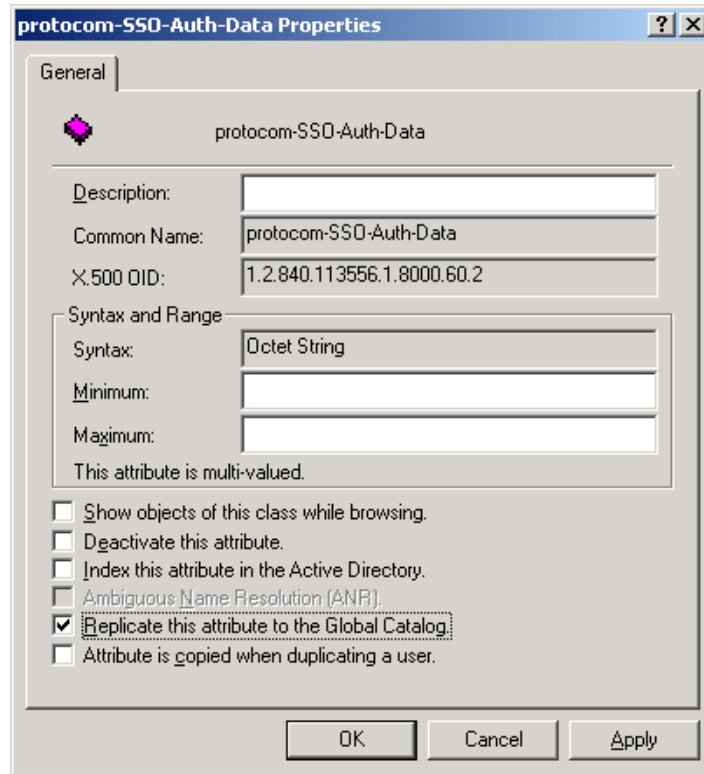 protocom-SSO-Auth-Data Properties
General
protocom-SSO-Auth-Data
Description:
Common Name: protocom-SSO-Auth-Data
X.500 OID: 1.2.840.113556.1.8000.60.2
Syntax and Range
Syntax: Octet String
Minimum:
Maximum:
This attribute is multi-valued.
Show objects of this class while browsing.
Deactivate this attribute.
Index this attribute in the Active Directory.
Ambiguous Name Resolution (ANR).
Replicate this attribute to the Global Catalog.
Attribute is copied when duplicating a user.
OK Cancel Apply